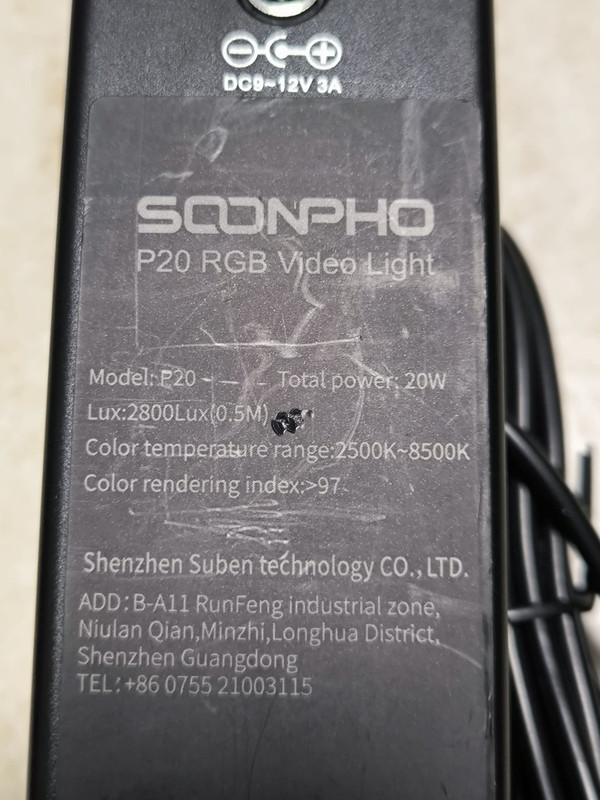 DC9~12V 3A
SOONPHO
P20 RGB Video Light
Model: P20 Total power: 20W
Lux:2800Lux(0.5M)
Color temperature range:2500K~8500K
Color rendering index:>97
Shenzhen Suben technology CO.,LTD.
ADD:B-A11 RunFeng industrial zone,
Niulan Qian,Minzhi,Longhua District,
Shenzhen Guangdong
TEL:+86 0755 21003115